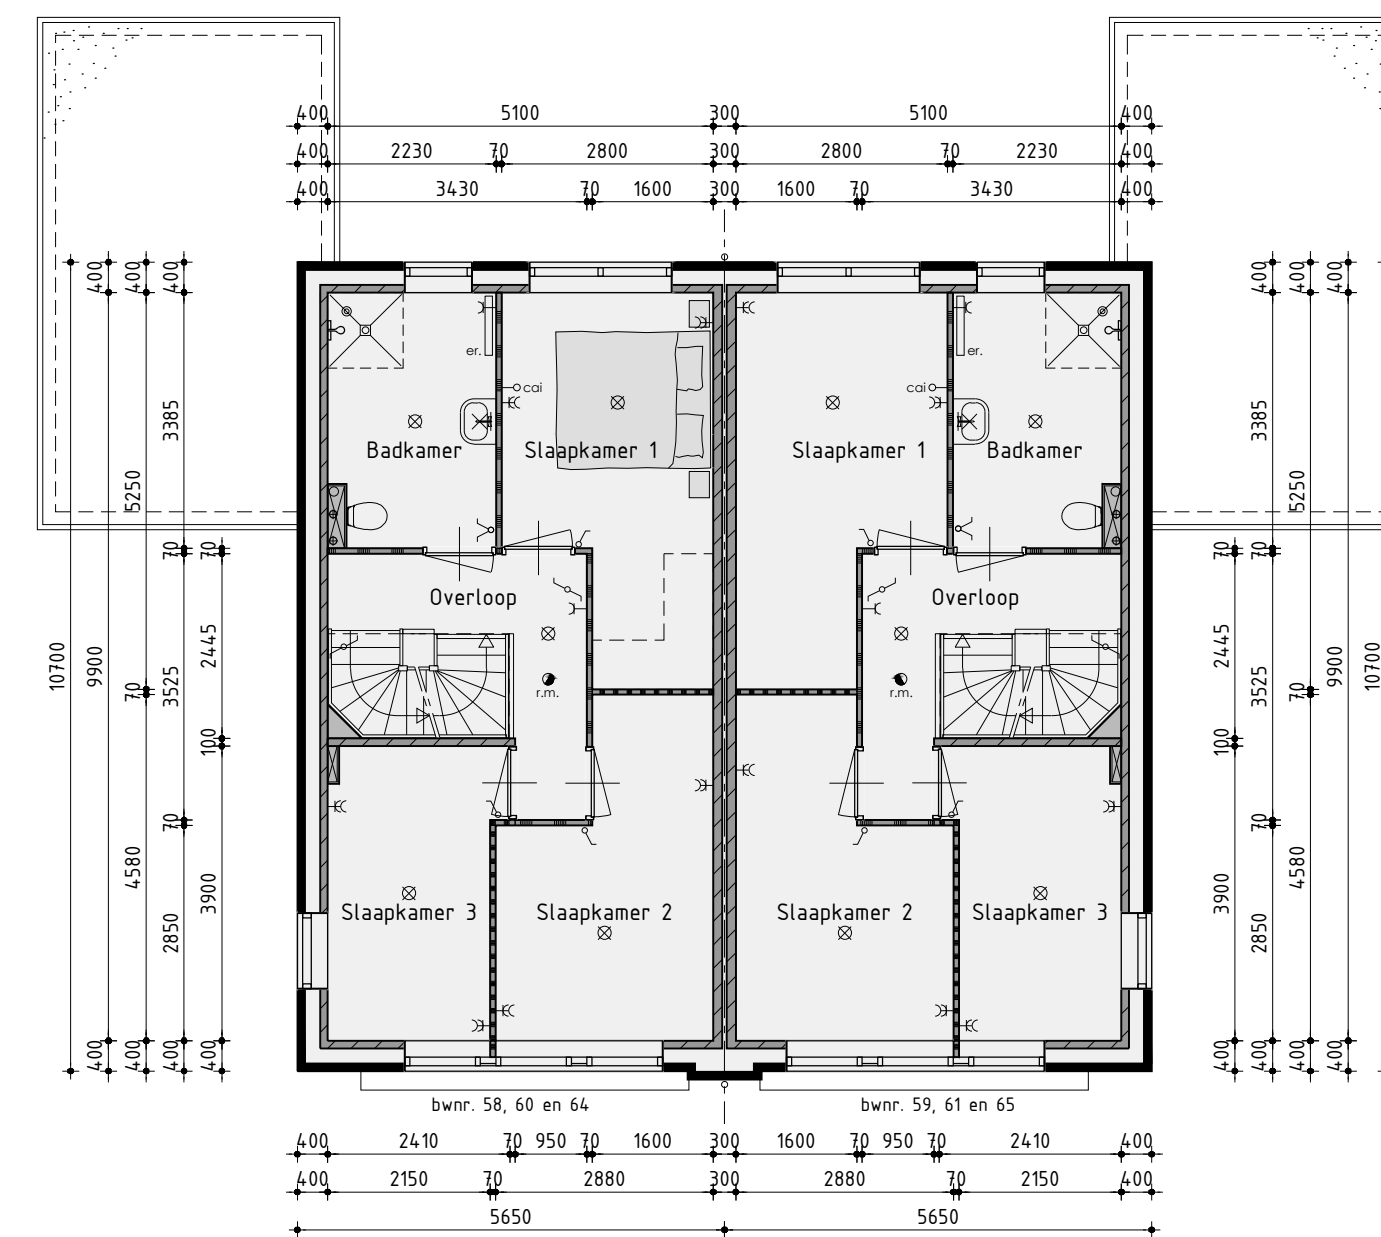 400 5100 300 5100 400
400 2230 70 2800 300 2800 70 2230 400
400 3430 70 1600 300 1600 70 3430 400
400 400 400 400 400 400
er. er.
cai cai
3385 3385
Badkamer Slaapkamer 1 Slaapkamer 1 Badkamer
5250 5250
70 70 70 70
Overloop Overloop
10700 9900 2445 2445 9900 10700
70 3525 3525 70
r.m. r.m.
100 100
70 70
4580 3900 3900 4580
Slaapkamer 3 Slaapkamer 2 Slaapkamer 2 Slaapkamer 3
2850 2850
400 400 400 400 400 400 400 400
bwnr. 58, 60 en 64 bwnr. 59, 61 en 65
400 2410 70 950 70 1600 300 1600 70 950 70 2410 400
400 2150 70 2880 300 2880 70 2150 400
5650 5650